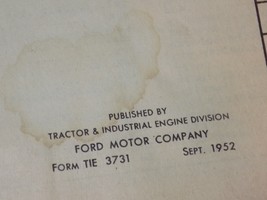 PUBLISHED BY
TRACTOR & INDUSTRIAL ENGINE DIVISION
FORD MOTOR COMPANY
FORM TIE 3731 SEPT. 1952